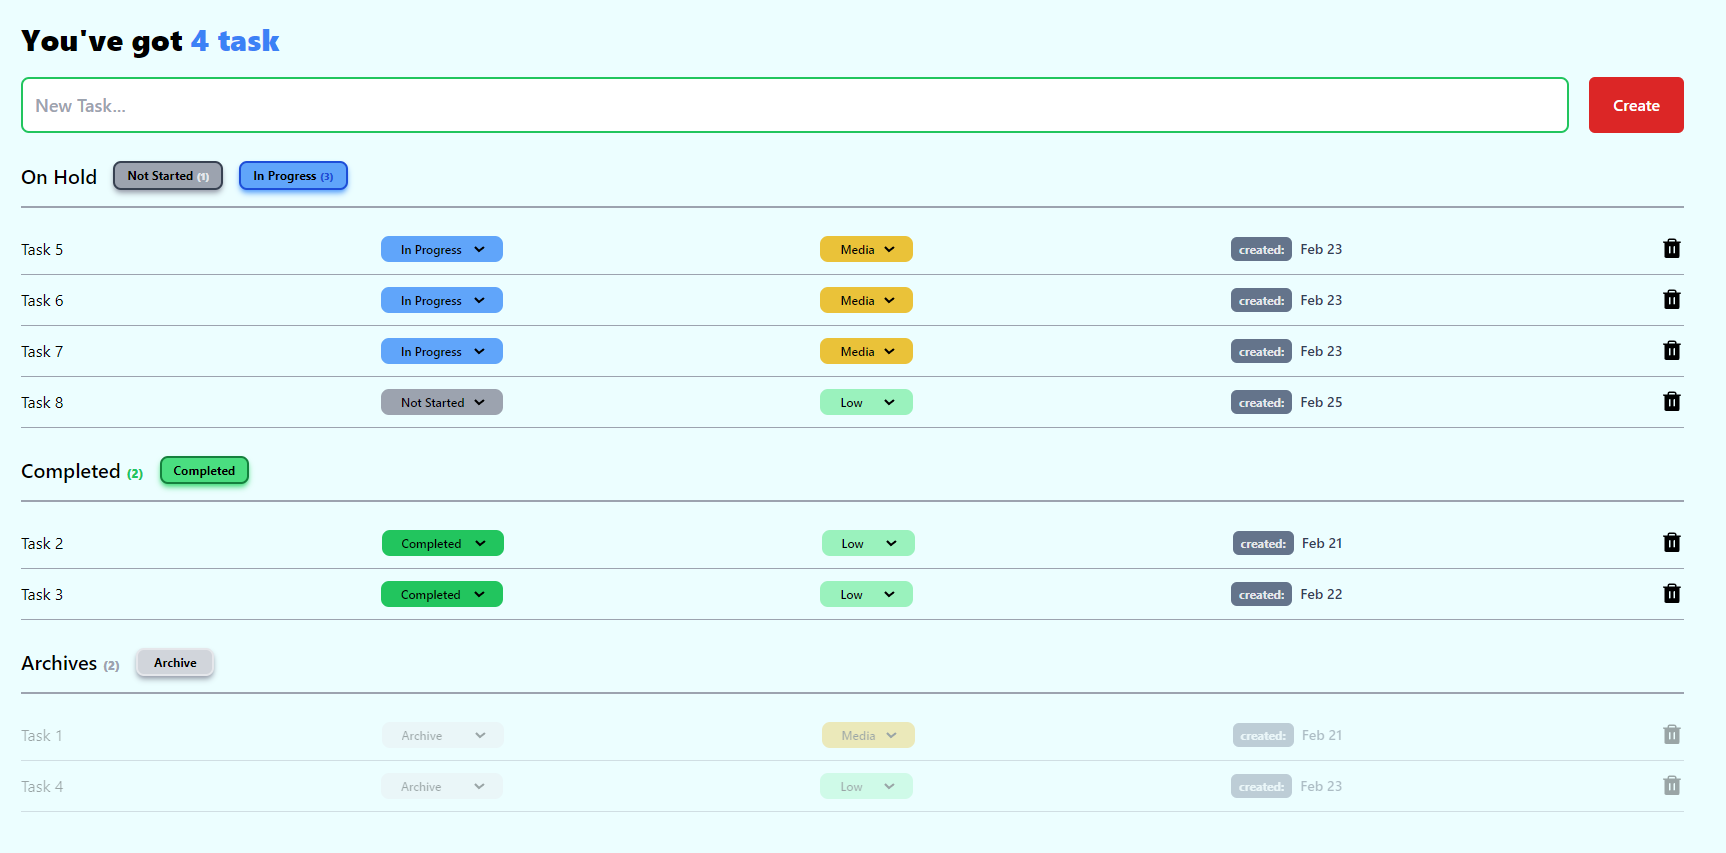 You've got 4 task
New Task...
Create
On Hold Not Started (1) In Progress (3)
Task 5 In Progress Media created: Feb 23
Task 6 In Progress Media created: Feb 23
Task 7 In Progress Media created: Feb 23
Task 8 Not Started Low created: Feb 25
Completed (2) Completed
Task 2 Completed Low created: Feb 21
Task 3 Completed Low created: Feb 22
Archives (2) Archive
Task 1 Archive Media created: Feb 21
Task 4 Archive Low created: Feb 23